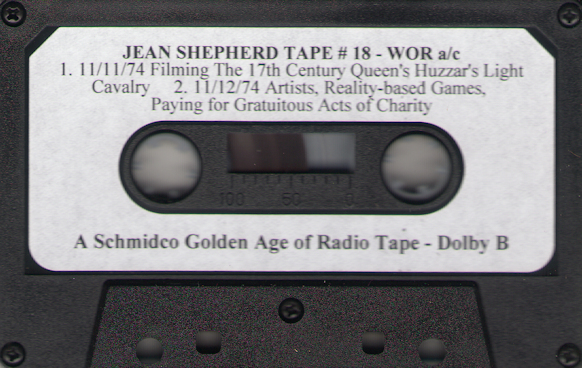 JEAN SHEPHERD TAPE # 18 - WOR a/c
1. 11/11/74 Filming The 17th Century Queen's Huzzar's Light
Cavalry 2. 11/12/74 Artists, Reality-based Games,
Paying for Gratuitous Acts of Charity
100 50 0
A Schmidco Golden Age of Radio Tape - Dolby B